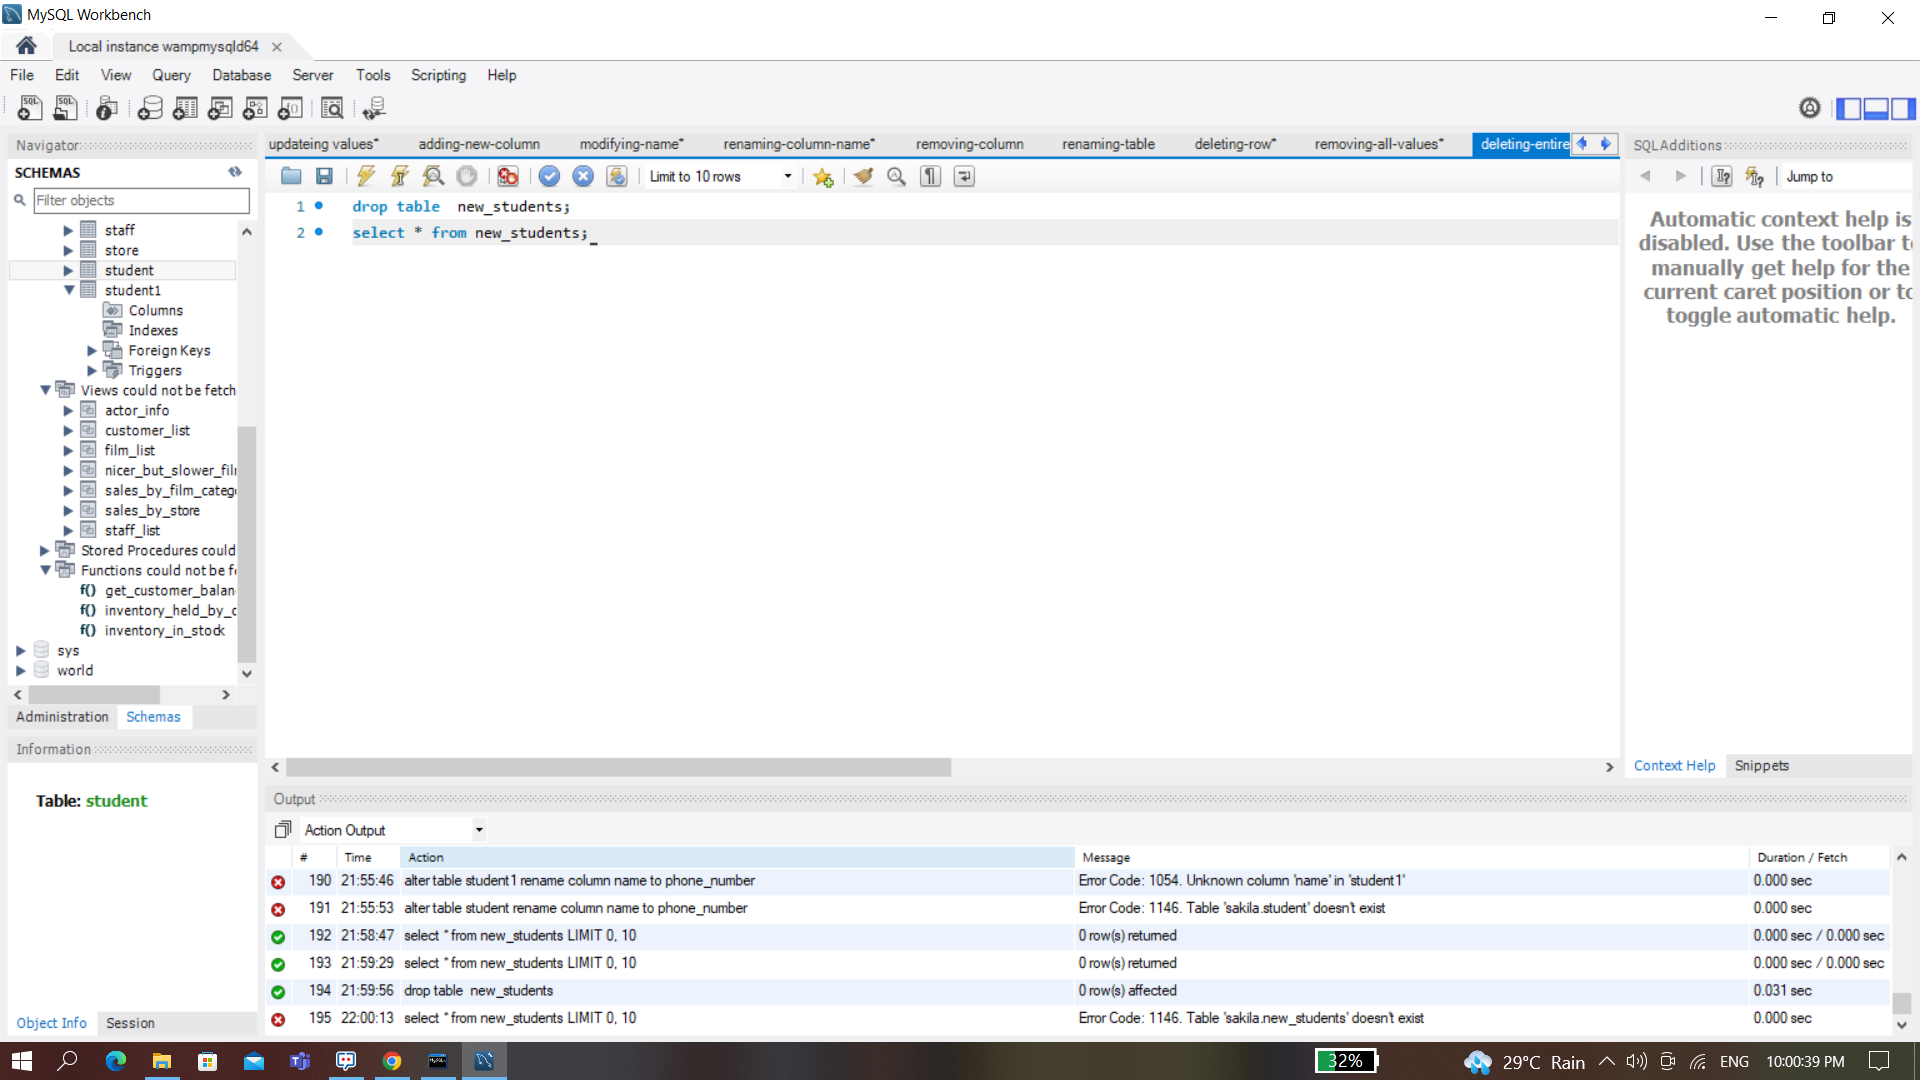 MySQL Workbench
Local instance wampmysqld64
File Edit View Query Database Server Tools Scripting Help
Navigator
SCHEMAS
Filter objects
staff
store
student
student1
Columns
Indexes
Foreign Keys
Triggers
Views could not be fetch
actor_info
customer_list
film_list
nicer_but_slower_fil
sales_by_film_categ
sales_by_store
staff_list
Stored Procedures could
Functions could not be f
get_customer_balan
inventory_held_by_c
inventory_in_stock
sys
world
Administration Schemas
Information
Table: student
Object Info Session
updateing values* adding-new-column modifying-name* renaming-column-name* removing-column renaming-table deleting-row* removing-all-values* deleting-entire
Limit to 10 rows
1 drop table  new_students;
2 select * from new_students;
SQLAdditions
Jump to
Automatic context help is
disabled. Use the toolbar t
manually get help for the
current caret position or to
toggle automatic help.
Context Help Snippets
Output
Action Output
# Time Action Message Duration / Fetch
190 21:55:46 alter table student1 rename column name to phone_number Error Code: 1054. Unknown column 'name' in 'student1' 0.000 sec
191 21:55:53 alter table student rename column name to phone_number Error Code: 1146. Table 'sakila.student' doesn't exist 0.000 sec
192 21:58:47 select * from new_students LIMIT 0, 10 0 row(s) returned 0.000 sec / 0.000 sec
193 21:59:29 select * from new_students LIMIT 0, 10 0 row(s) returned 0.000 sec / 0.000 sec
194 21:59:56 drop table  new_students 0 row(s) affected 0.031 sec
195 22:00:13 select * from new_students LIMIT 0, 10 Error Code: 1146. Table 'sakila.new_students' doesn't exist 0.000 sec
32% 29°C Rain ENG 10:00:39 PM